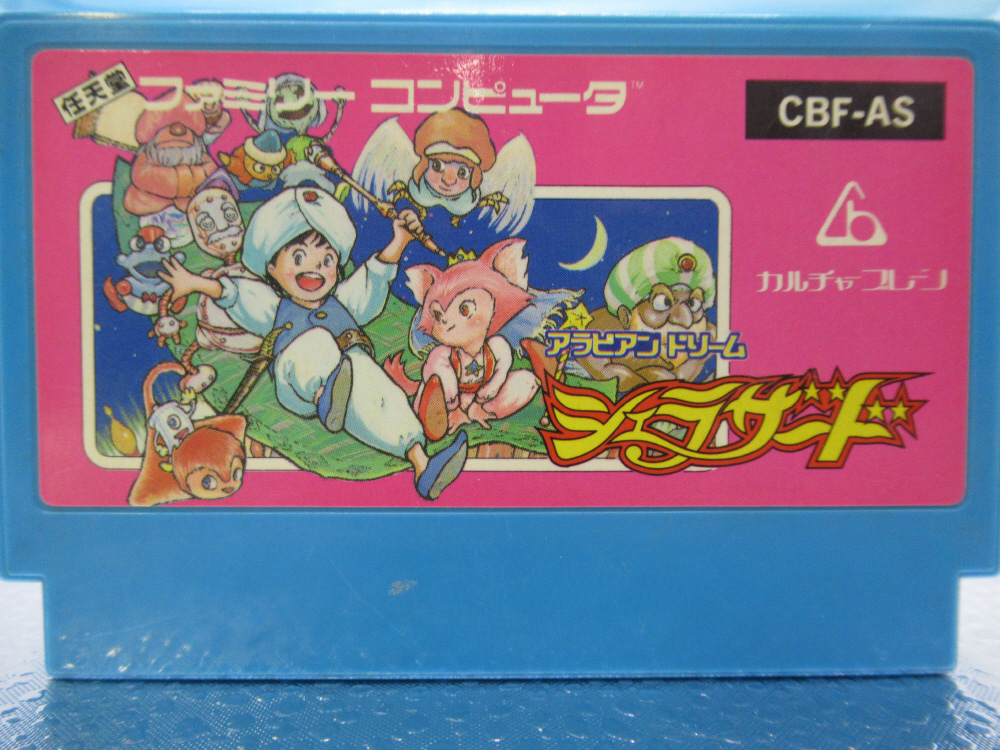 任天堂
ファミリー コンピュータ™
CBF-AS
カルチャーブレーン
アラビアン ドリーム
シェラザード